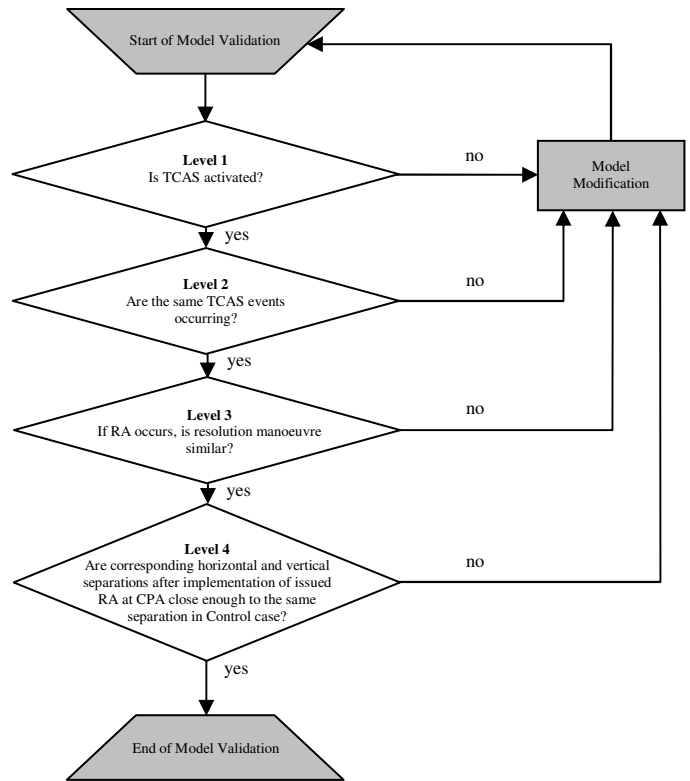 Start of Model Validation
Level 1
Is TCAS activated?
no
Model
Modification
yes
Level 2
Are the same TCAS events
occurring?
no
yes
Level 3
If RA occurs, is resolution manoeuvre
similar?
no
yes
Level 4
Are corresponding horizontal and vertical
separations after implementation of issued
RA at CPA close enough to the same
separation in Control case?
no
yes
End of Model Validation